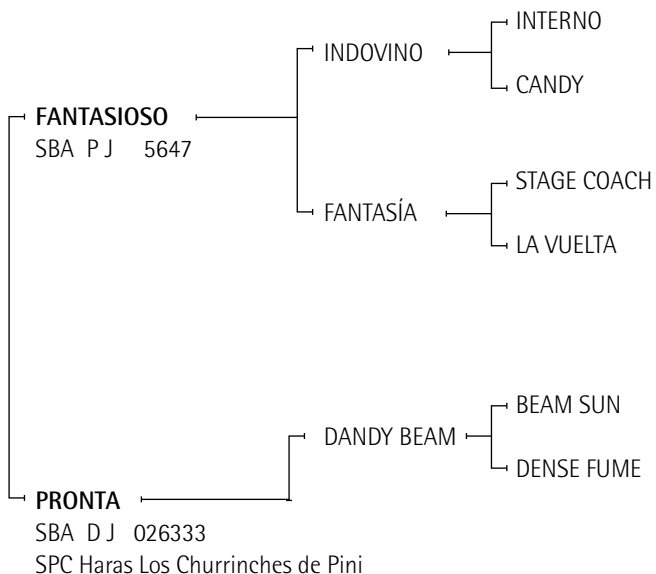 INTERNO
INDOVINO
CANDY
FANTASIOSO
SBA P J 5647
STAGE COACH
FANTASÍA
LA VUELTA
BEAM SUN
DANDY BEAM
DENSE FUME
PRONTA
SBA D J 026333
SPC Haras Los Churrinches de Pini